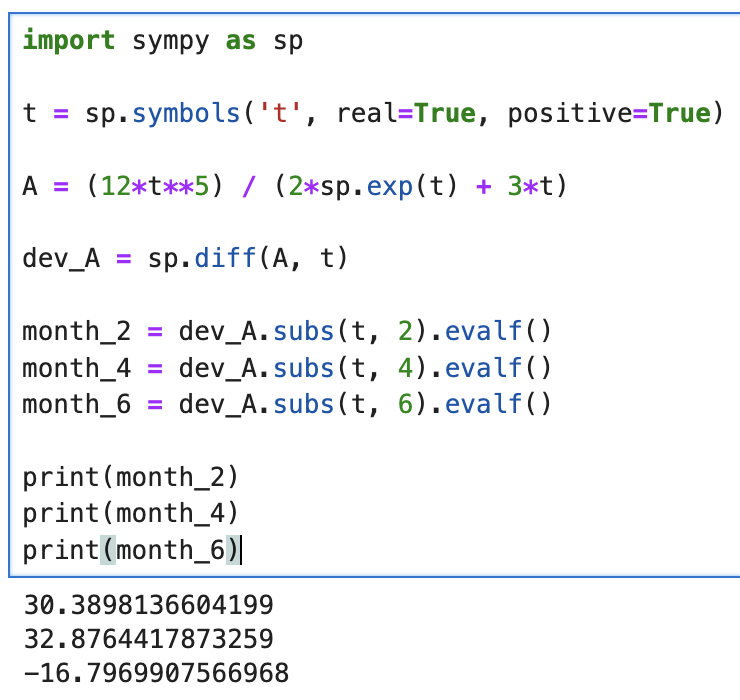 import sympy as sp
t = sp.symbols('t', real=True, positive=True)
A = (12*t**5) / (2*sp.exp(t) + 3*t)
dev_A = sp.diff(A, t)
month_2 = dev_A.subs(t, 2).evalf()
month_4 = dev_A.subs(t, 4).evalf()
month_6 = dev_A.subs(t, 6).evalf()
print(month_2)
print(month_4)
print(month_6)
30.3898136604199
32.8764417873259
-16.7969907566968